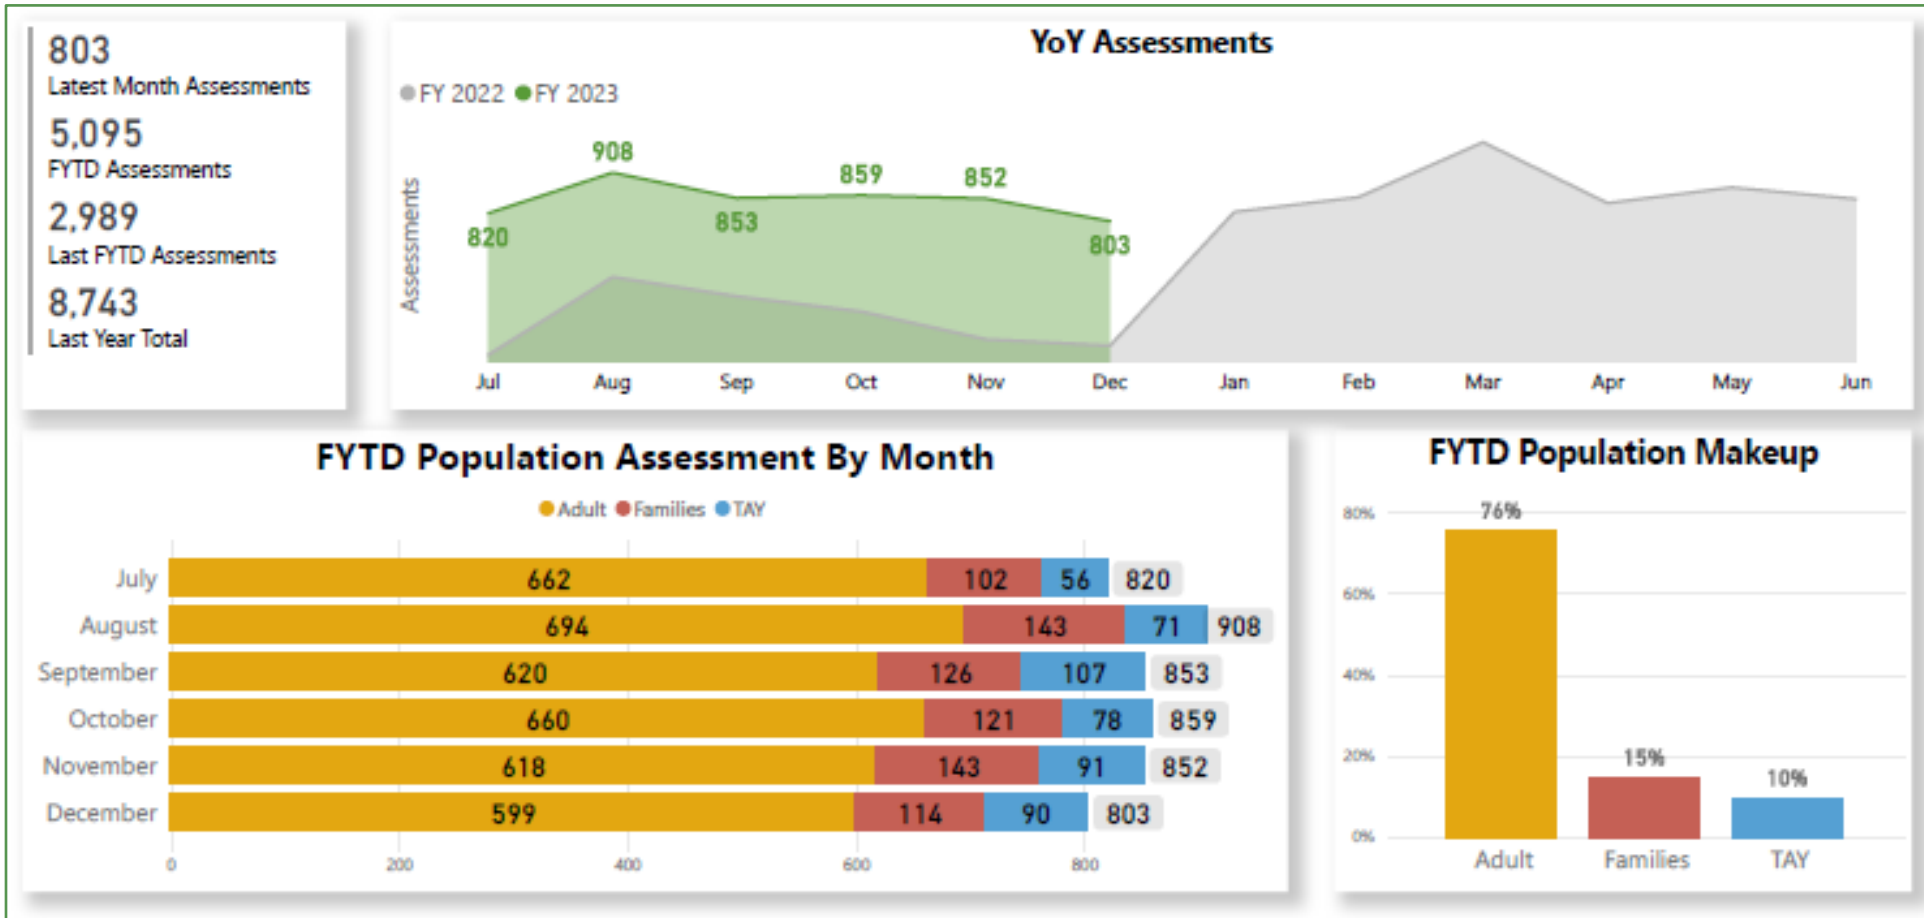 803
Latest Month Assessments
5,095
FYTD Assessments
2,989
Last FYTD Assessments
8,743
Last Year Total
YoY Assessments
FY 2022 FY 2023
Assessments
820
908
853
859
852
803
Jul Aug Sep Oct Nov Dec Jan Feb Mar Apr May Jun
FYTD Population Assessment By Month
Adult Families TAY
July 662 102 56 820
August 694 143 71 908
September 620 126 107 853
October 660 121 78 859
November 618 143 91 852
December 599 114 90 803
0 200 400 600 800
FYTD Population Makeup
80%
60%
40%
20%
0%
76%
15%
10%
Adult Families TAY